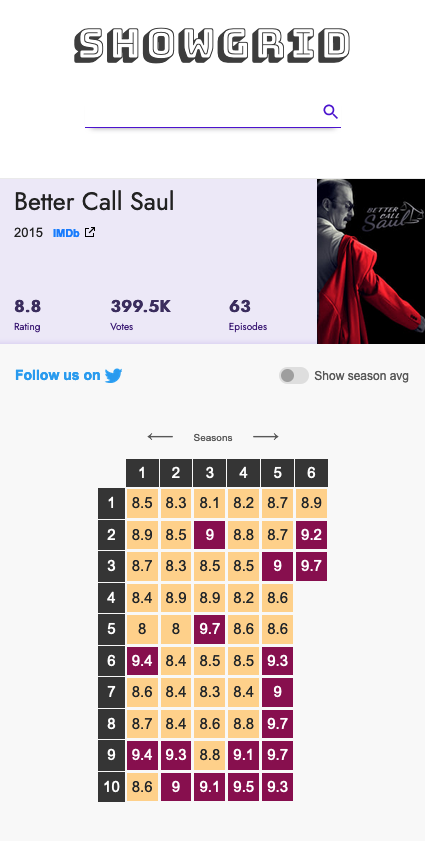 SHOWGRID
Better Call Saul
2015 IMDb
8.8 399.5K 63
Rating Votes Episodes
BETTER
CALL
Saul
Follow us on
Show season avg
Seasons
1 2 3 4 5 6
1 8.5 8.3 8.1 8.2 8.7 8.9
2 8.9 8.5 9 8.8 8.7 9.2
3 8.7 8.3 8.5 8.5 9 9.7
4 8.4 8.9 8.9 8.2 8.6
5 8 8 9.7 8.6 8.6
6 9.4 8.4 8.5 8.5 9.3
7 8.6 8.4 8.3 8.4 9
8 8.7 8.4 8.6 8.8 9.7
9 9.4 9.3 8.8 9.1 9.7
10 8.6 9 9.1 9.5 9.3